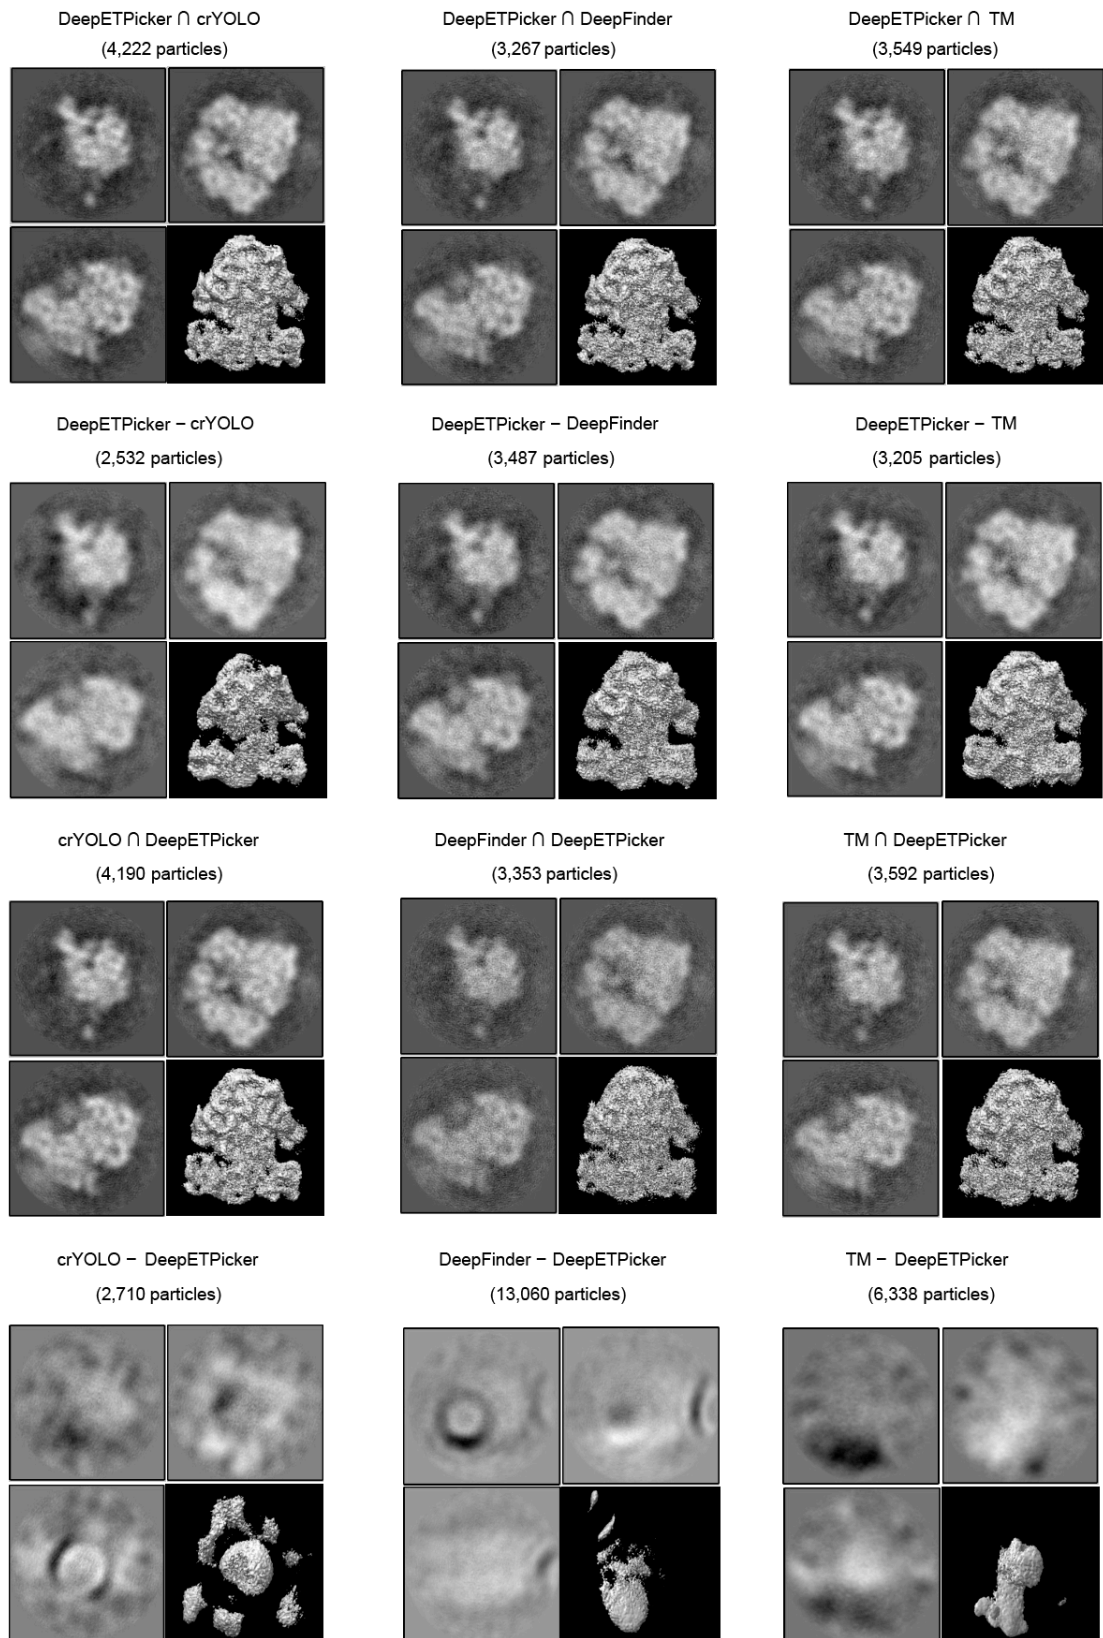 DeepETPicker ∩ crYOLO
(4,222 particles)
DeepETPicker ∩ DeepFinder
(3,267 particles)
DeepETPicker ∩ TM
(3,549 particles)
DeepETPicker – crYOLO
(2,532 particles)
DeepETPicker – DeepFinder
(3,487 particles)
DeepETPicker – TM
(3,205 particles)
crYOLO ∩ DeepETPicker
(4,190 particles)
DeepFinder ∩ DeepETPicker
(3,353 particles)
TM ∩ DeepETPicker
(3,592 particles)
crYOLO – DeepETPicker
(2,710 particles)
DeepFinder – DeepETPicker
(13,060 particles)
TM – DeepETPicker
(6,338 particles)